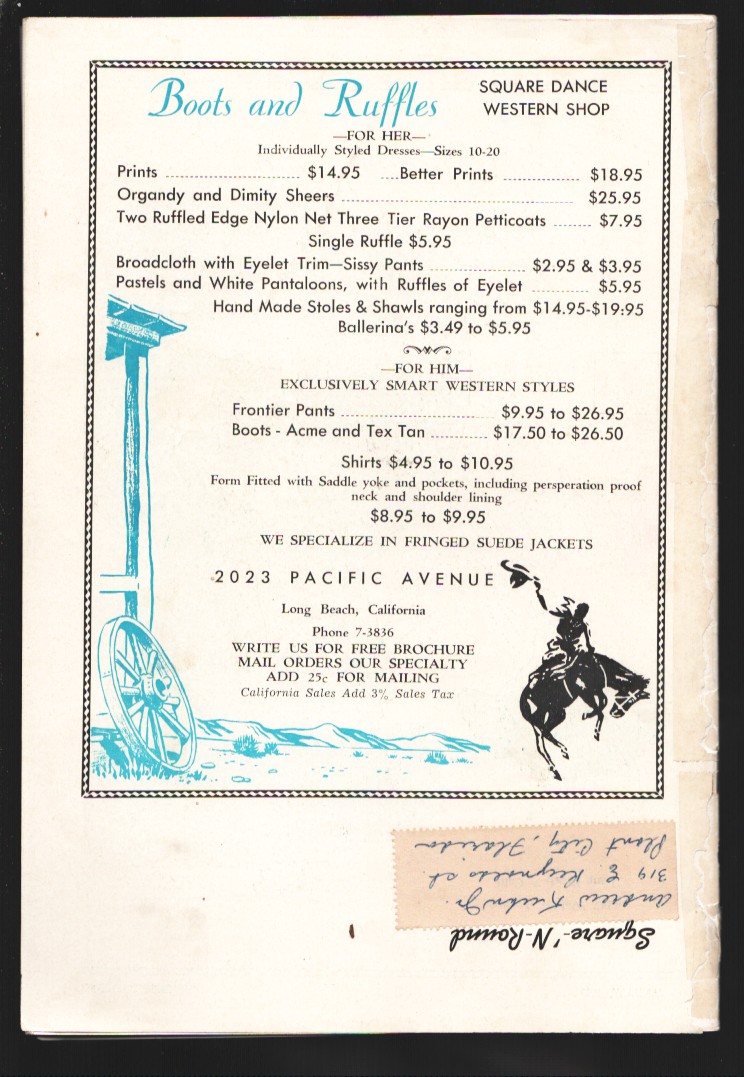 Boots and Ruffles
SQUARE DANCE
WESTERN SHOP
—FOR HER—
Individually Styled Dresses—Sizes 10-20
Prints .......................... $14.95 ....Better Prints ............... $18.95
Organdy and Dimity Sheers .............................................. $25.95
Two Ruffled Edge Nylon Net Three Tier Rayon Petticoats ....... $7.95
Single Ruffle $5.95
Broadcloth with Eyelet Trim—Sissy Pants .................. $2.95 & $3.95
Pastels and White Pantaloons, with Ruffles of Eyelet ........... $5.95
Hand Made Stoles & Shawls ranging from $14.95-$19.95
Ballerina's $3.49 to $5.95
—FOR HIM—
EXCLUSIVELY SMART WESTERN STYLES
Frontier Pants ............................. $9.95 to $26.95
Boots - Acme and Tex Tan .......... $17.50 to $26.50
Shirts $4.95 to $10.95
Form Fitted with Saddle yoke and pockets, including persperation proof
neck and shoulder lining
$8.95 to $9.95
WE SPECIALIZE IN FRINGED SUEDE JACKETS
2023 PACIFIC AVENUE
Long Beach, California
Phone 7-3836
WRITE US FOR FREE BROCHURE
MAIL ORDERS OUR SPECIALTY
ADD 25c FOR MAILING
California Sales Add 3% Sales Tax
Square-'N-Round
Andrew Jr.
319 E. Reynolds st.
Plant City, Florida